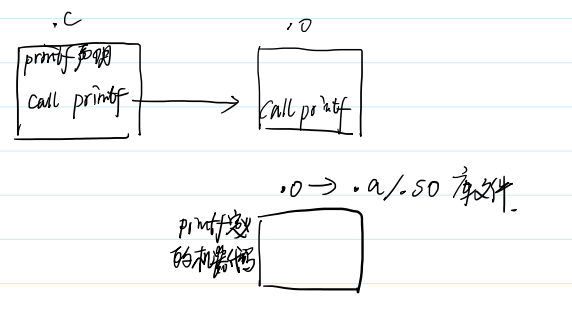 .c
.o
printf声明
call printf
call printf
.o → .a/.so 库文件.
printf定义
的机器代码